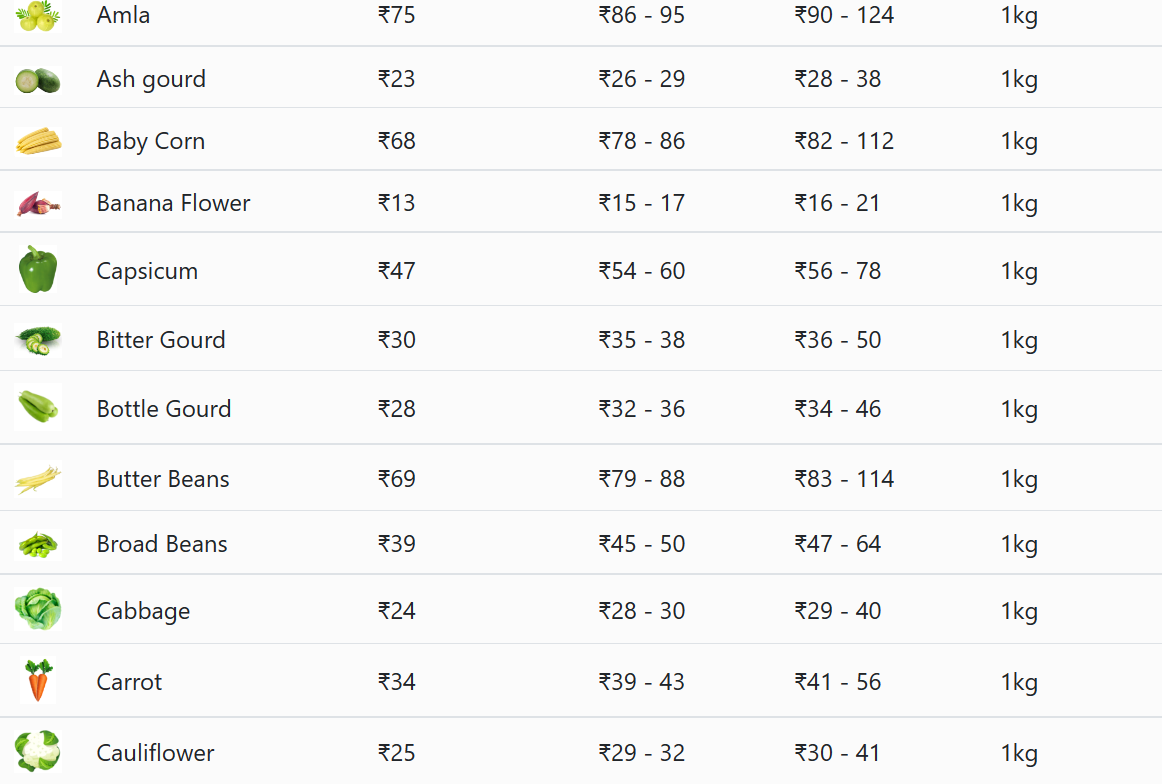 Amla ₹75 ₹86 - 95 ₹90 - 124 1kg
Ash gourd ₹23 ₹26 - 29 ₹28 - 38 1kg
Baby Corn ₹68 ₹78 - 86 ₹82 - 112 1kg
Banana Flower ₹13 ₹15 - 17 ₹16 - 21 1kg
Capsicum ₹47 ₹54 - 60 ₹56 - 78 1kg
Bitter Gourd ₹30 ₹35 - 38 ₹36 - 50 1kg
Bottle Gourd ₹28 ₹32 - 36 ₹34 - 46 1kg
Butter Beans ₹69 ₹79 - 88 ₹83 - 114 1kg
Broad Beans ₹39 ₹45 - 50 ₹47 - 64 1kg
Cabbage ₹24 ₹28 - 30 ₹29 - 40 1kg
Carrot ₹34 ₹39 - 43 ₹41 - 56 1kg
Cauliflower ₹25 ₹29 - 32 ₹30 - 41 1kg